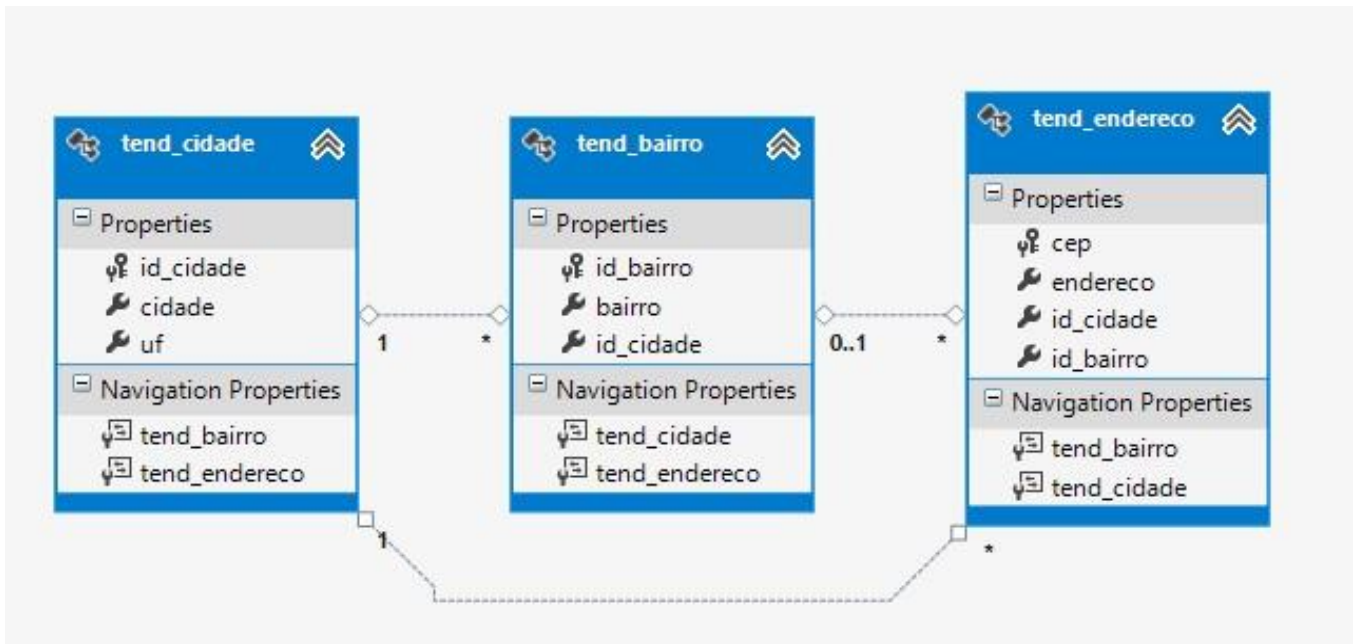 tend_cidade
Properties
id_cidade
cidade
uf
Navigation Properties
tend_bairro
tend_endereco
1
*
tend_bairro
Properties
id_bairro
bairro
id_cidade
Navigation Properties
tend_cidade
tend_endereco
0..1
*
tend_endereco
Properties
cep
endereco
id_cidade
id_bairro
Navigation Properties
tend_bairro
tend_cidade
1
*